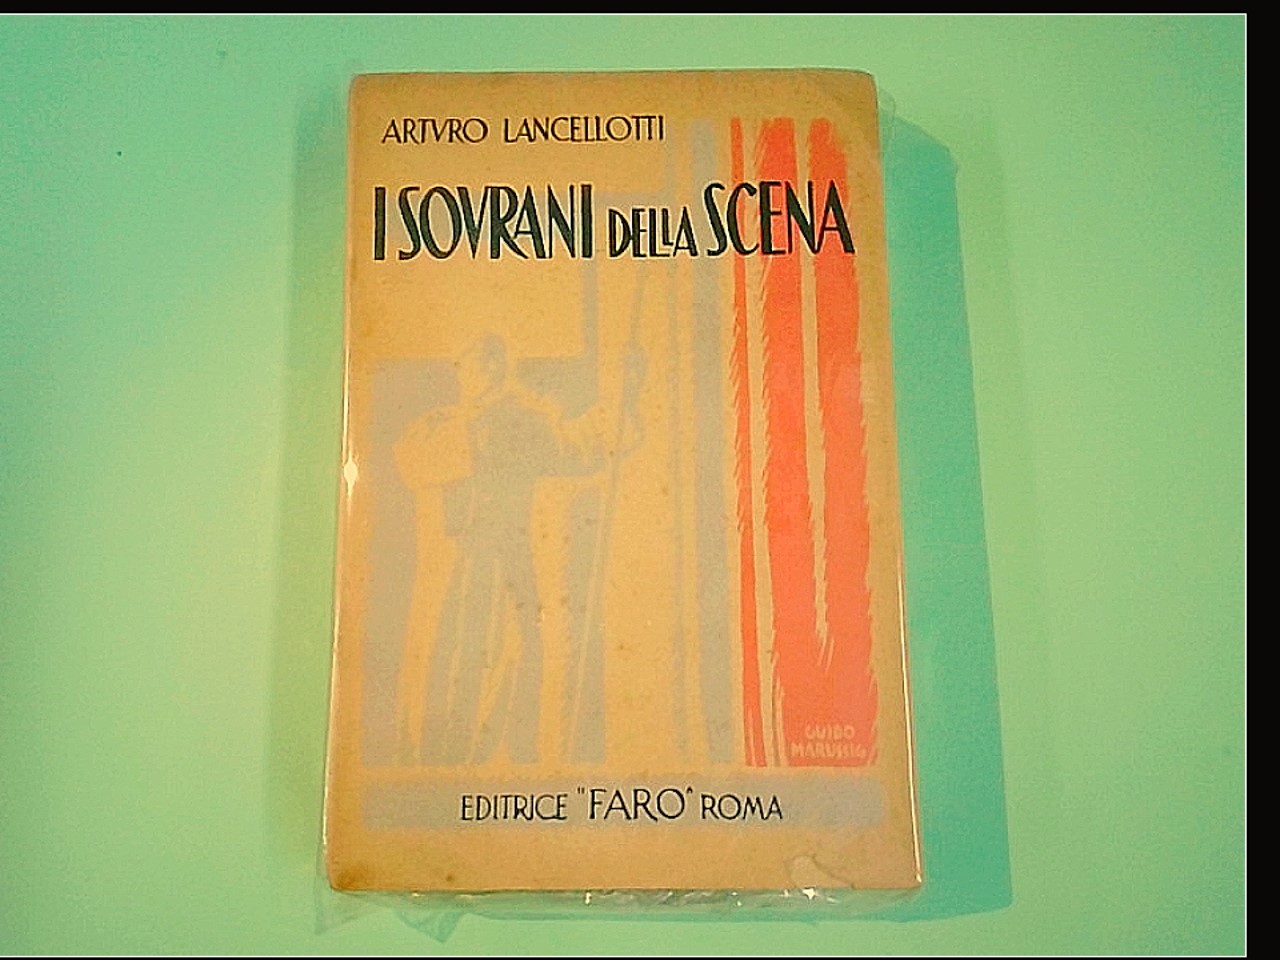 ARTVRO LANCELLOTTI
I SOVRANI DELLA SCENA
GUIDO
MARUSSIG
EDITRICE "FARO" ROMA